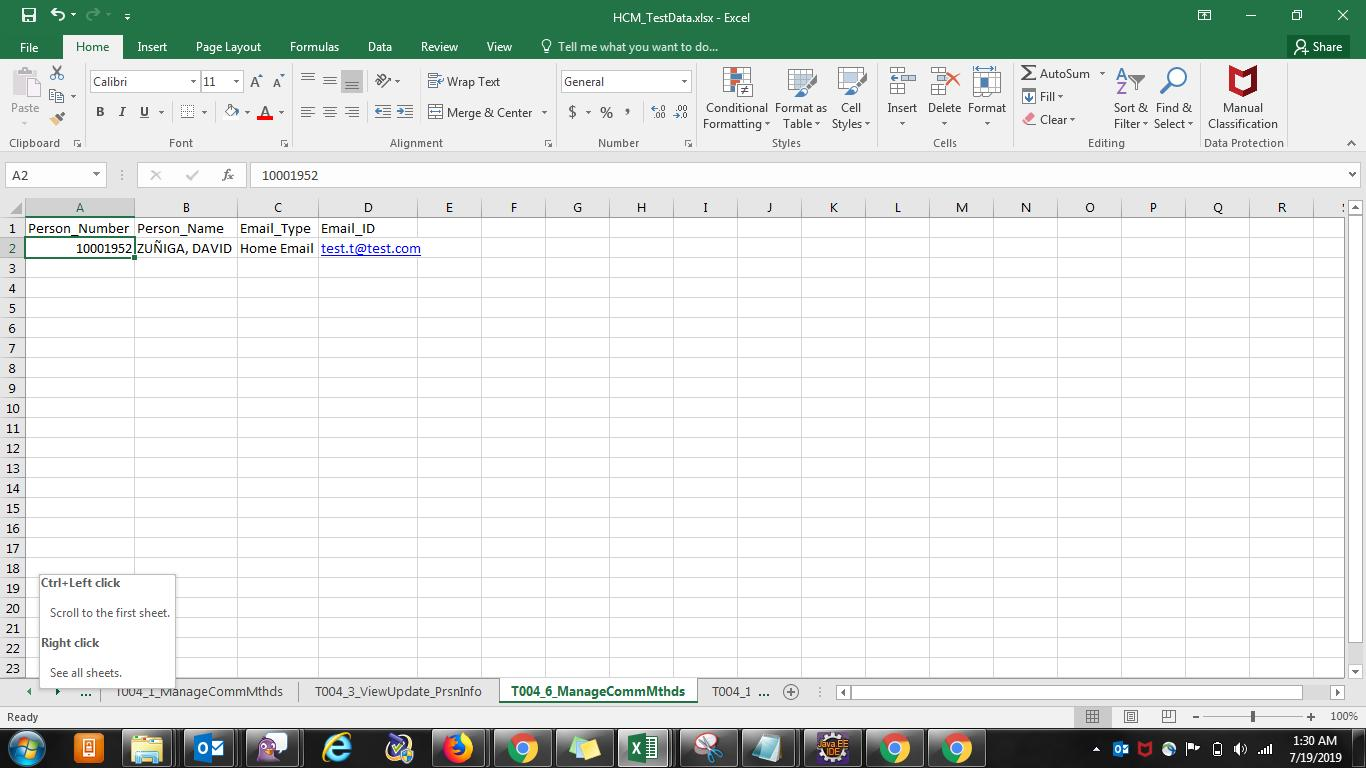 HCM_TestData.xlsx - Excel
File Home Insert Page Layout Formulas Data Review View Tell me what you want to do... Share
Paste
Clipboard
Calibri 11
B I U A
Font
Wrap Text
Merge & Center
Alignment
General
$ % ,
Number
Conditional Formatting
Format as Table
Cell Styles
Styles
Insert Delete Format
Cells
AutoSum
Fill
Clear
Sort & Filter
Find & Select
Editing
Manual Classification
Data Protection
A2 fx 10001952
A B C D E F G H I J K L M N O P Q R
1 Person_Number Person_Name Email_Type Email_ID
2 10001952 ZUÑIGA, DAVID Home Email test.t@test.com
3
4
5
6
7
8
9
10
11
12
13
14
15
16
17
18
19
20
21
22
23
Ctrl+Left click
Scroll to the first sheet.
Right click
See all sheets.
... T004_1_ManageCommMthds T004_3_ViewUpdate_PrsnInfo T004_6_ManageCommMthds T004_1 ...
Ready 100%
Java EE IDE
1:30 AM
7/19/2019